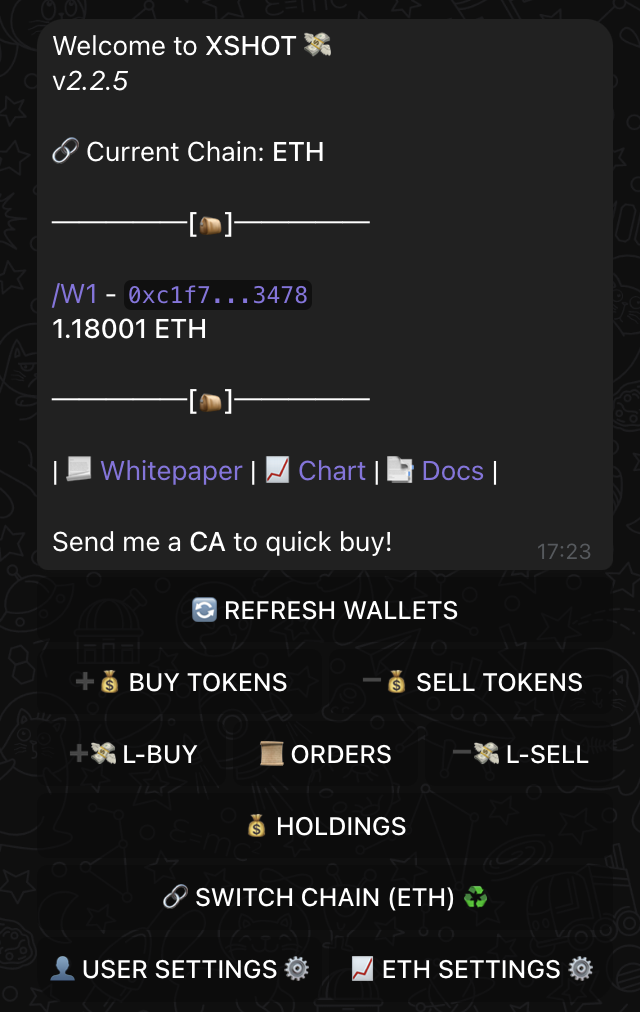 Welcome to XSHOT 💸
v2.2.5
🔗 Current Chain: ETH
—————[🪙]—————
/W1 - 0xc1f7...3478
1.18001 ETH
—————[🪙]—————
| 📃 Whitepaper | 📈 Chart | 📑 Docs |
Send me a CA to quick buy!
17:23
🔄 REFRESH WALLETS
➕💰 BUY TOKENS ➖💰 SELL TOKENS
➕💸 L-BUY 📜 ORDERS ➖💸 L-SELL
💰 HOLDINGS
🔗 SWITCH CHAIN (ETH) ♻️
👤 USER SETTINGS ⚙️ 📈 ETH SETTINGS ⚙️